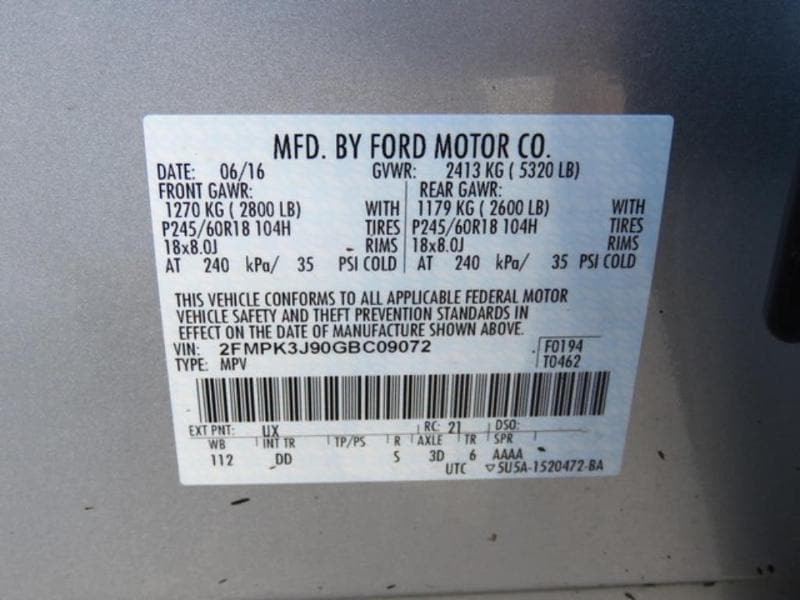 MFD. BY FORD MOTOR CO.
DATE: 06/16 GVWR: 2413 KG ( 5320 LB)
FRONT GAWR: REAR GAWR:
1270 KG ( 2800 LB) WITH 1179 KG ( 2600 LB) WITH
P245/60R18 104H TIRES P245/60R18 104H TIRES
18x8.0J RIMS 18x8.0J RIMS
AT 240 kPa/ 35 PSI COLD AT 240 kPa/ 35 PSI COLD
THIS VEHICLE CONFORMS TO ALL APPLICABLE FEDERAL MOTOR
VEHICLE SAFETY AND THEFT PREVENTION STANDARDS IN
EFFECT ON THE DATE OF MANUFACTURE SHOWN ABOVE.
VIN: 2FMPK3J90GBC09072 F0194
TYPE: MPV T0462
EXT PNT: UX RC: 21 DSO:
WB INT TR TP/PS R AXLE TR SPR
112 DD S 3D 6 AAAA
UTC ▽5U5A-1520472-BA